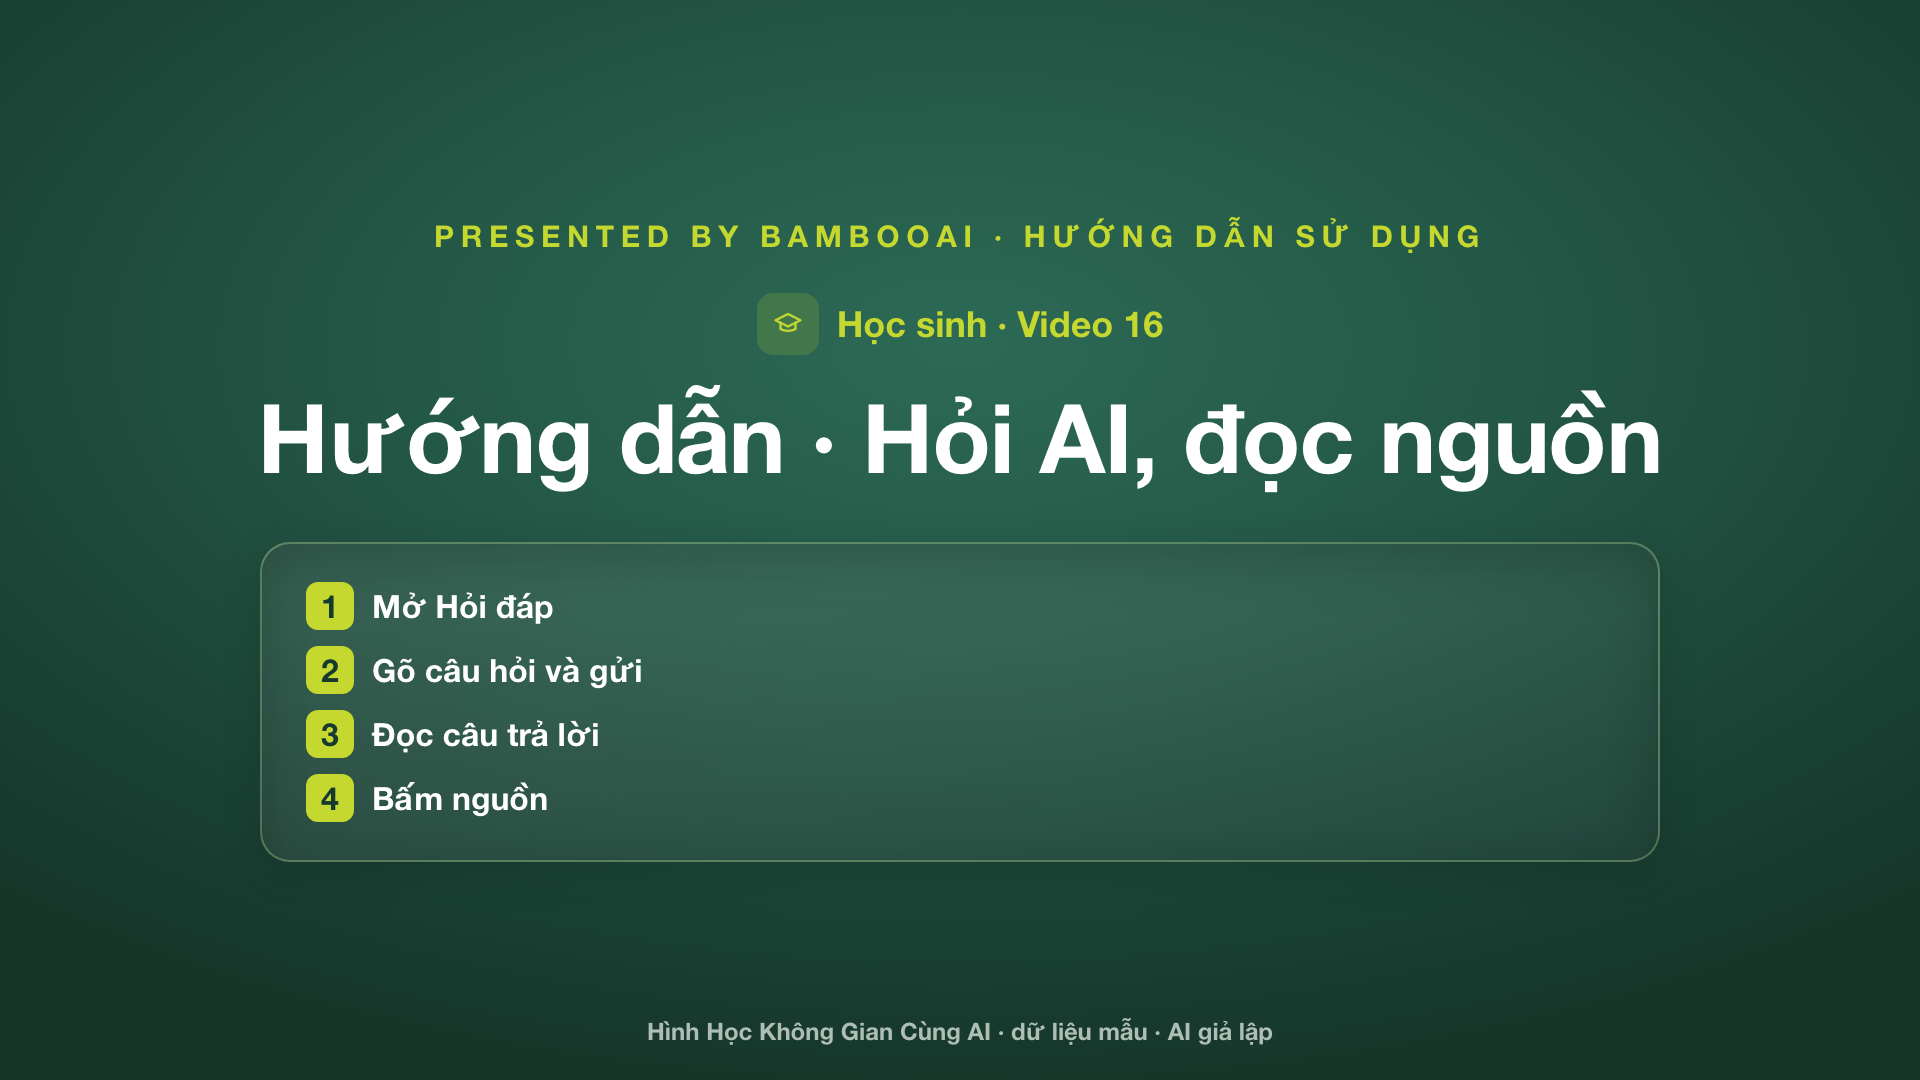 PRESENTED BY BAMBOOAI · HƯỚNG DẪN SỬ DỤNG
Học sinh · Video 16
Hướng dẫn · Hỏi AI, đọc nguồn
1 Mở Hỏi đáp
2 Gõ câu hỏi và gửi
3 Đọc câu trả lời
4 Bấm nguồn
Hình Học Không Gian Cùng AI · dữ liệu mẫu · AI giả lập